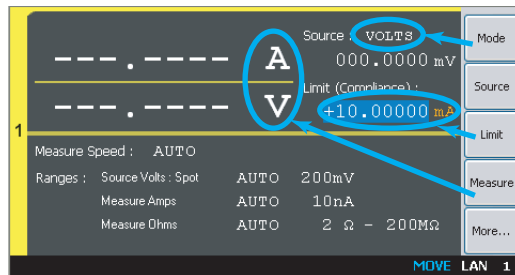 Source : VOLTS
Mode
---.---- A
000.0000 mV
Limit (Compliance) :
Source
---.---- V
+10.00000 mA
1
Limit
Measure Speed : AUTO
Ranges : Source Volts : Spot AUTO 200mV
Measure
Measure Amps AUTO 10nA
Measure Ohms AUTO 2 Ω - 200MΩ
More...
MOVE LAN 1